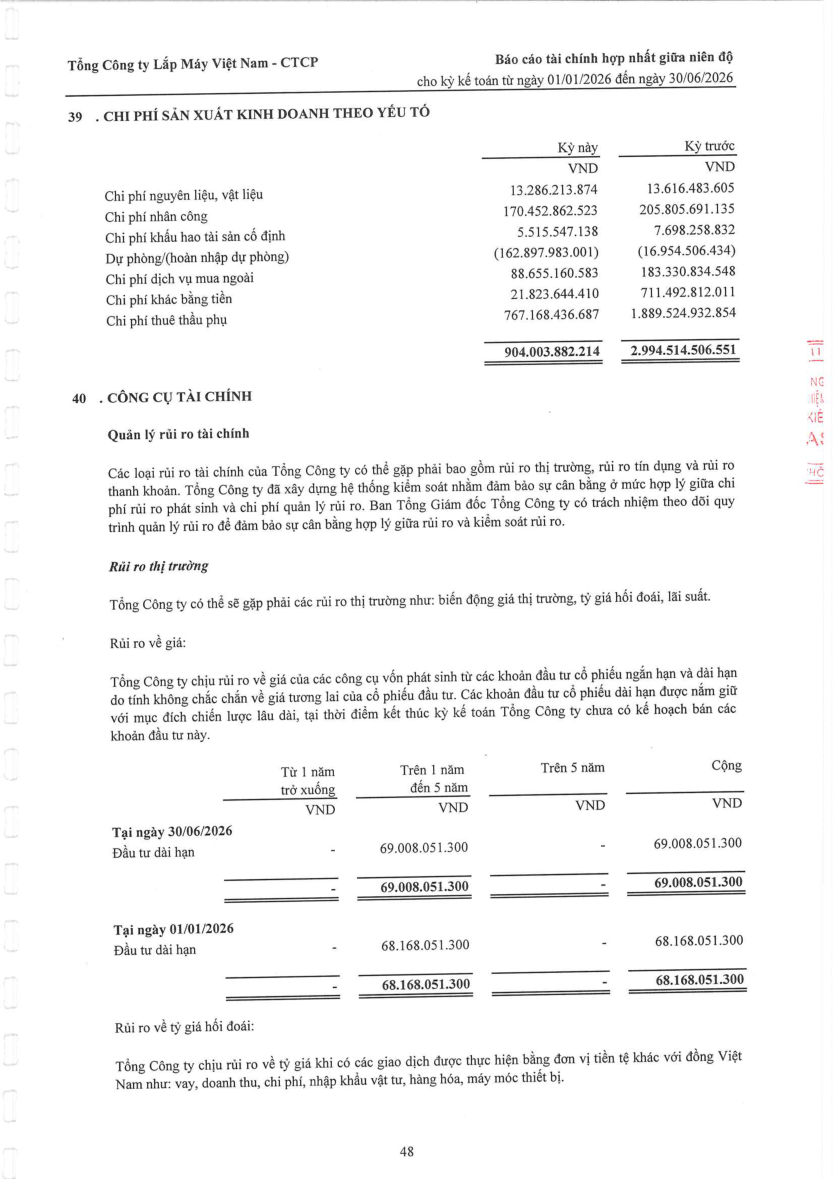 Tổng Công ty Lắp Máy Việt Nam - CTCP
Báo cáo tài chính hợp nhất giữa niên độ
cho kỳ kế toán từ ngày 01/01/2026 đến ngày 30/06/2026
39 . CHI PHÍ SẢN XUẤT KINH DOANH THEO YẾU TỐ
Kỳ này Kỳ trước
VND VND
Chi phí nguyên liệu, vật liệu 13.286.213.874 13.616.483.605
Chi phí nhân công 170.452.862.523 205.805.691.135
Chi phí khấu hao tài sản cố định 5.515.547.138 7.698.258.832
Dự phòng/(hoàn nhập dự phòng) (162.897.983.001) (16.954.506.434)
Chi phí dịch vụ mua ngoài 88.655.160.583 183.330.834.548
Chi phí khác bằng tiền 21.823.644.410 711.492.812.011
Chi phí thuê thầu phụ 767.168.436.687 1.889.524.932.854
904.003.882.214 2.994.514.506.551
40 . CÔNG CỤ TÀI CHÍNH
Quản lý rủi ro tài chính
Các loại rủi ro tài chính của Tổng Công ty có thể gặp phải bao gồm rủi ro thị trường, rủi ro tín dụng và rủi ro
thanh khoản. Tổng Công ty đã xây dựng hệ thống kiểm soát nhằm đảm bảo sự cân bằng ở mức hợp lý giữa chi
phí rủi ro phát sinh và chi phí quản lý rủi ro. Ban Tổng Giám đốc Tổng Công ty có trách nhiệm theo dõi quy
trình quản lý rủi ro để đảm bảo sự cân bằng hợp lý giữa rủi ro và kiểm soát rủi ro.
Rủi ro thị trường
Tổng Công ty có thể sẽ gặp phải các rủi ro thị trường như: biến động giá thị trường, tỷ giá hối đoái, lãi suất.
Rủi ro về giá:
Tổng Công ty chịu rủi ro về giá của các công cụ vốn phát sinh từ các khoản đầu tư cổ phiếu ngắn hạn và dài hạn
do tính không chắc chắn về giá tương lai của cổ phiếu đầu tư. Các khoản đầu tư cổ phiếu dài hạn được nắm giữ
với mục đích chiến lược lâu dài, tại thời điểm kết thúc kỳ kế toán Tổng Công ty chưa có kế hoạch bán các
khoản đầu tư này.
Từ 1 năm Trên 1 năm Trên 5 năm Cộng
trở xuống đến 5 năm
VND VND VND VND
Tại ngày 30/06/2026
Đầu tư dài hạn - 69.008.051.300 - 69.008.051.300
- 69.008.051.300 - 69.008.051.300
Tại ngày 01/01/2026
Đầu tư dài hạn - 68.168.051.300 - 68.168.051.300
- 68.168.051.300 - 68.168.051.300
Rủi ro về tỷ giá hối đoái:
Tổng Công ty chịu rủi ro về tỷ giá khi có các giao dịch được thực hiện bằng đơn vị tiền tệ khác với đồng Việt
Nam như: vay, doanh thu, chi phí, nhập khẩu vật tư, hàng hóa, máy móc thiết bị.
48